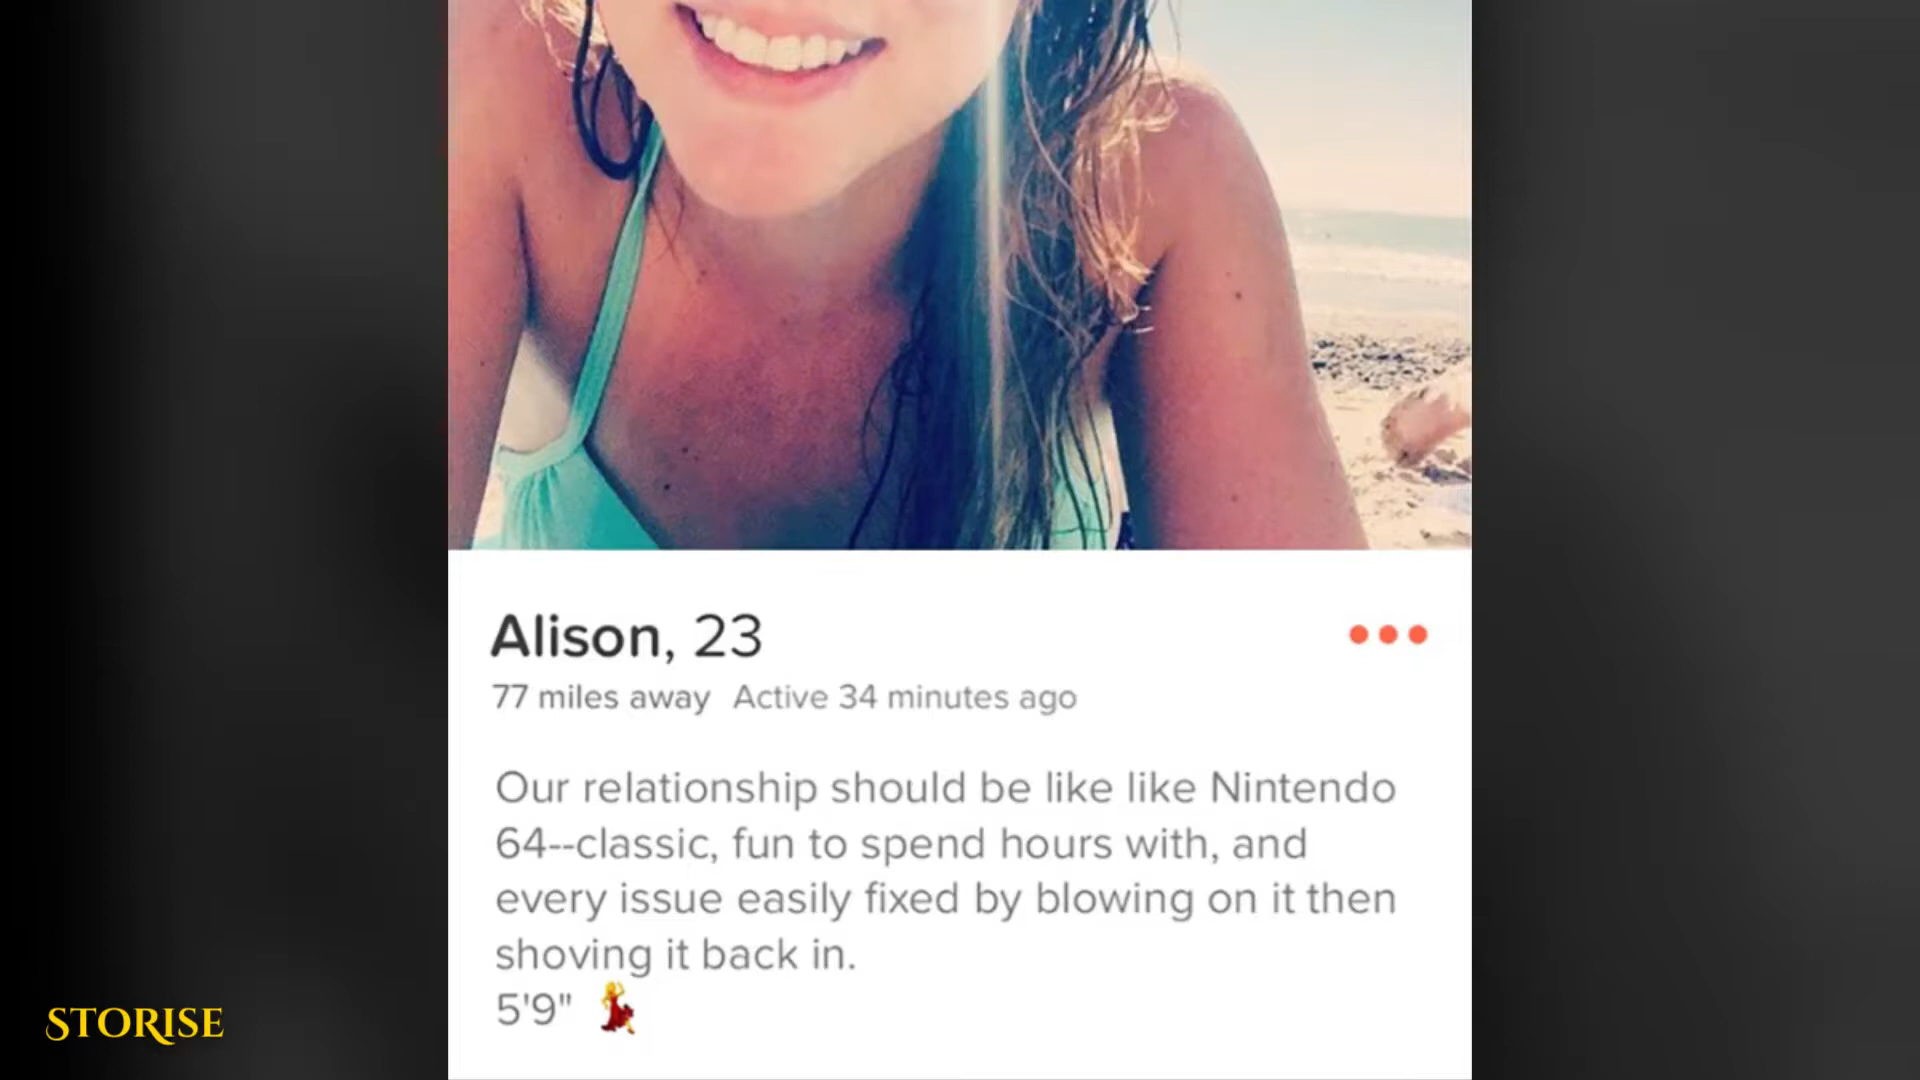 Alison, 23
77 miles away Active 34 minutes ago
Our relationship should be like like Nintendo
64--classic, fun to spend hours with, and
every issue easily fixed by blowing on it then
shoving it back in.
5'9" 💃
STORISE